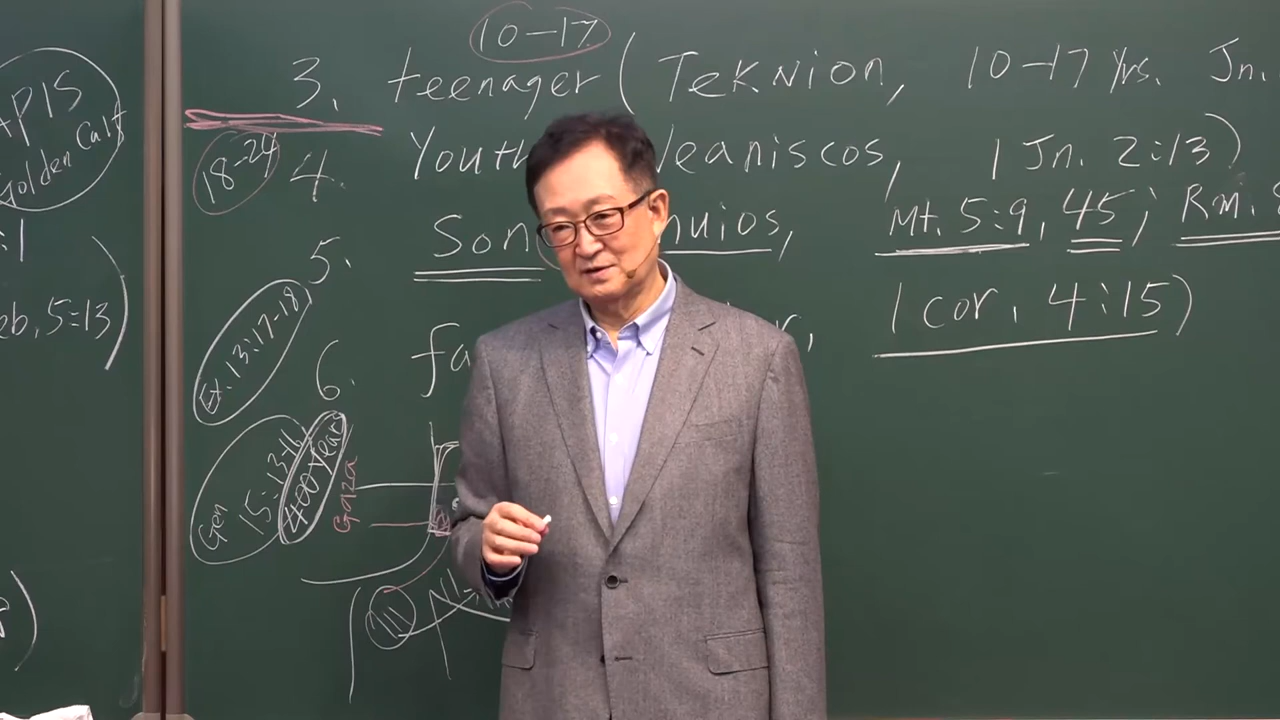 APIS
Golden Calf
:1
eb, 5:13)
10-17
3. teenager (Teknion, 10-17 Yrs. Jn.
18-24
4. Youth Neaniscos, 1 Jn. 2:13)
5. Son huios, Mt. 5:9, 45; Rm.
Ex. 13:17-18
6. fa r, 1 cor. 4:15)
Gen 15:13-16
400 Years
Gaza